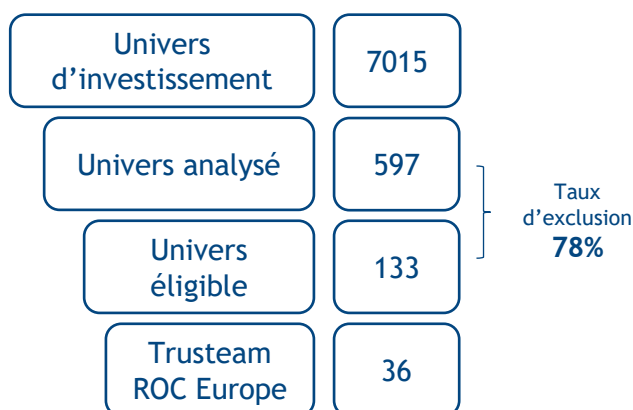 Univers
d’investissement
7015
Univers analysé
597
Taux
d’exclusion
78%
Univers
éligible
133
Trusteam
ROC Europe
36